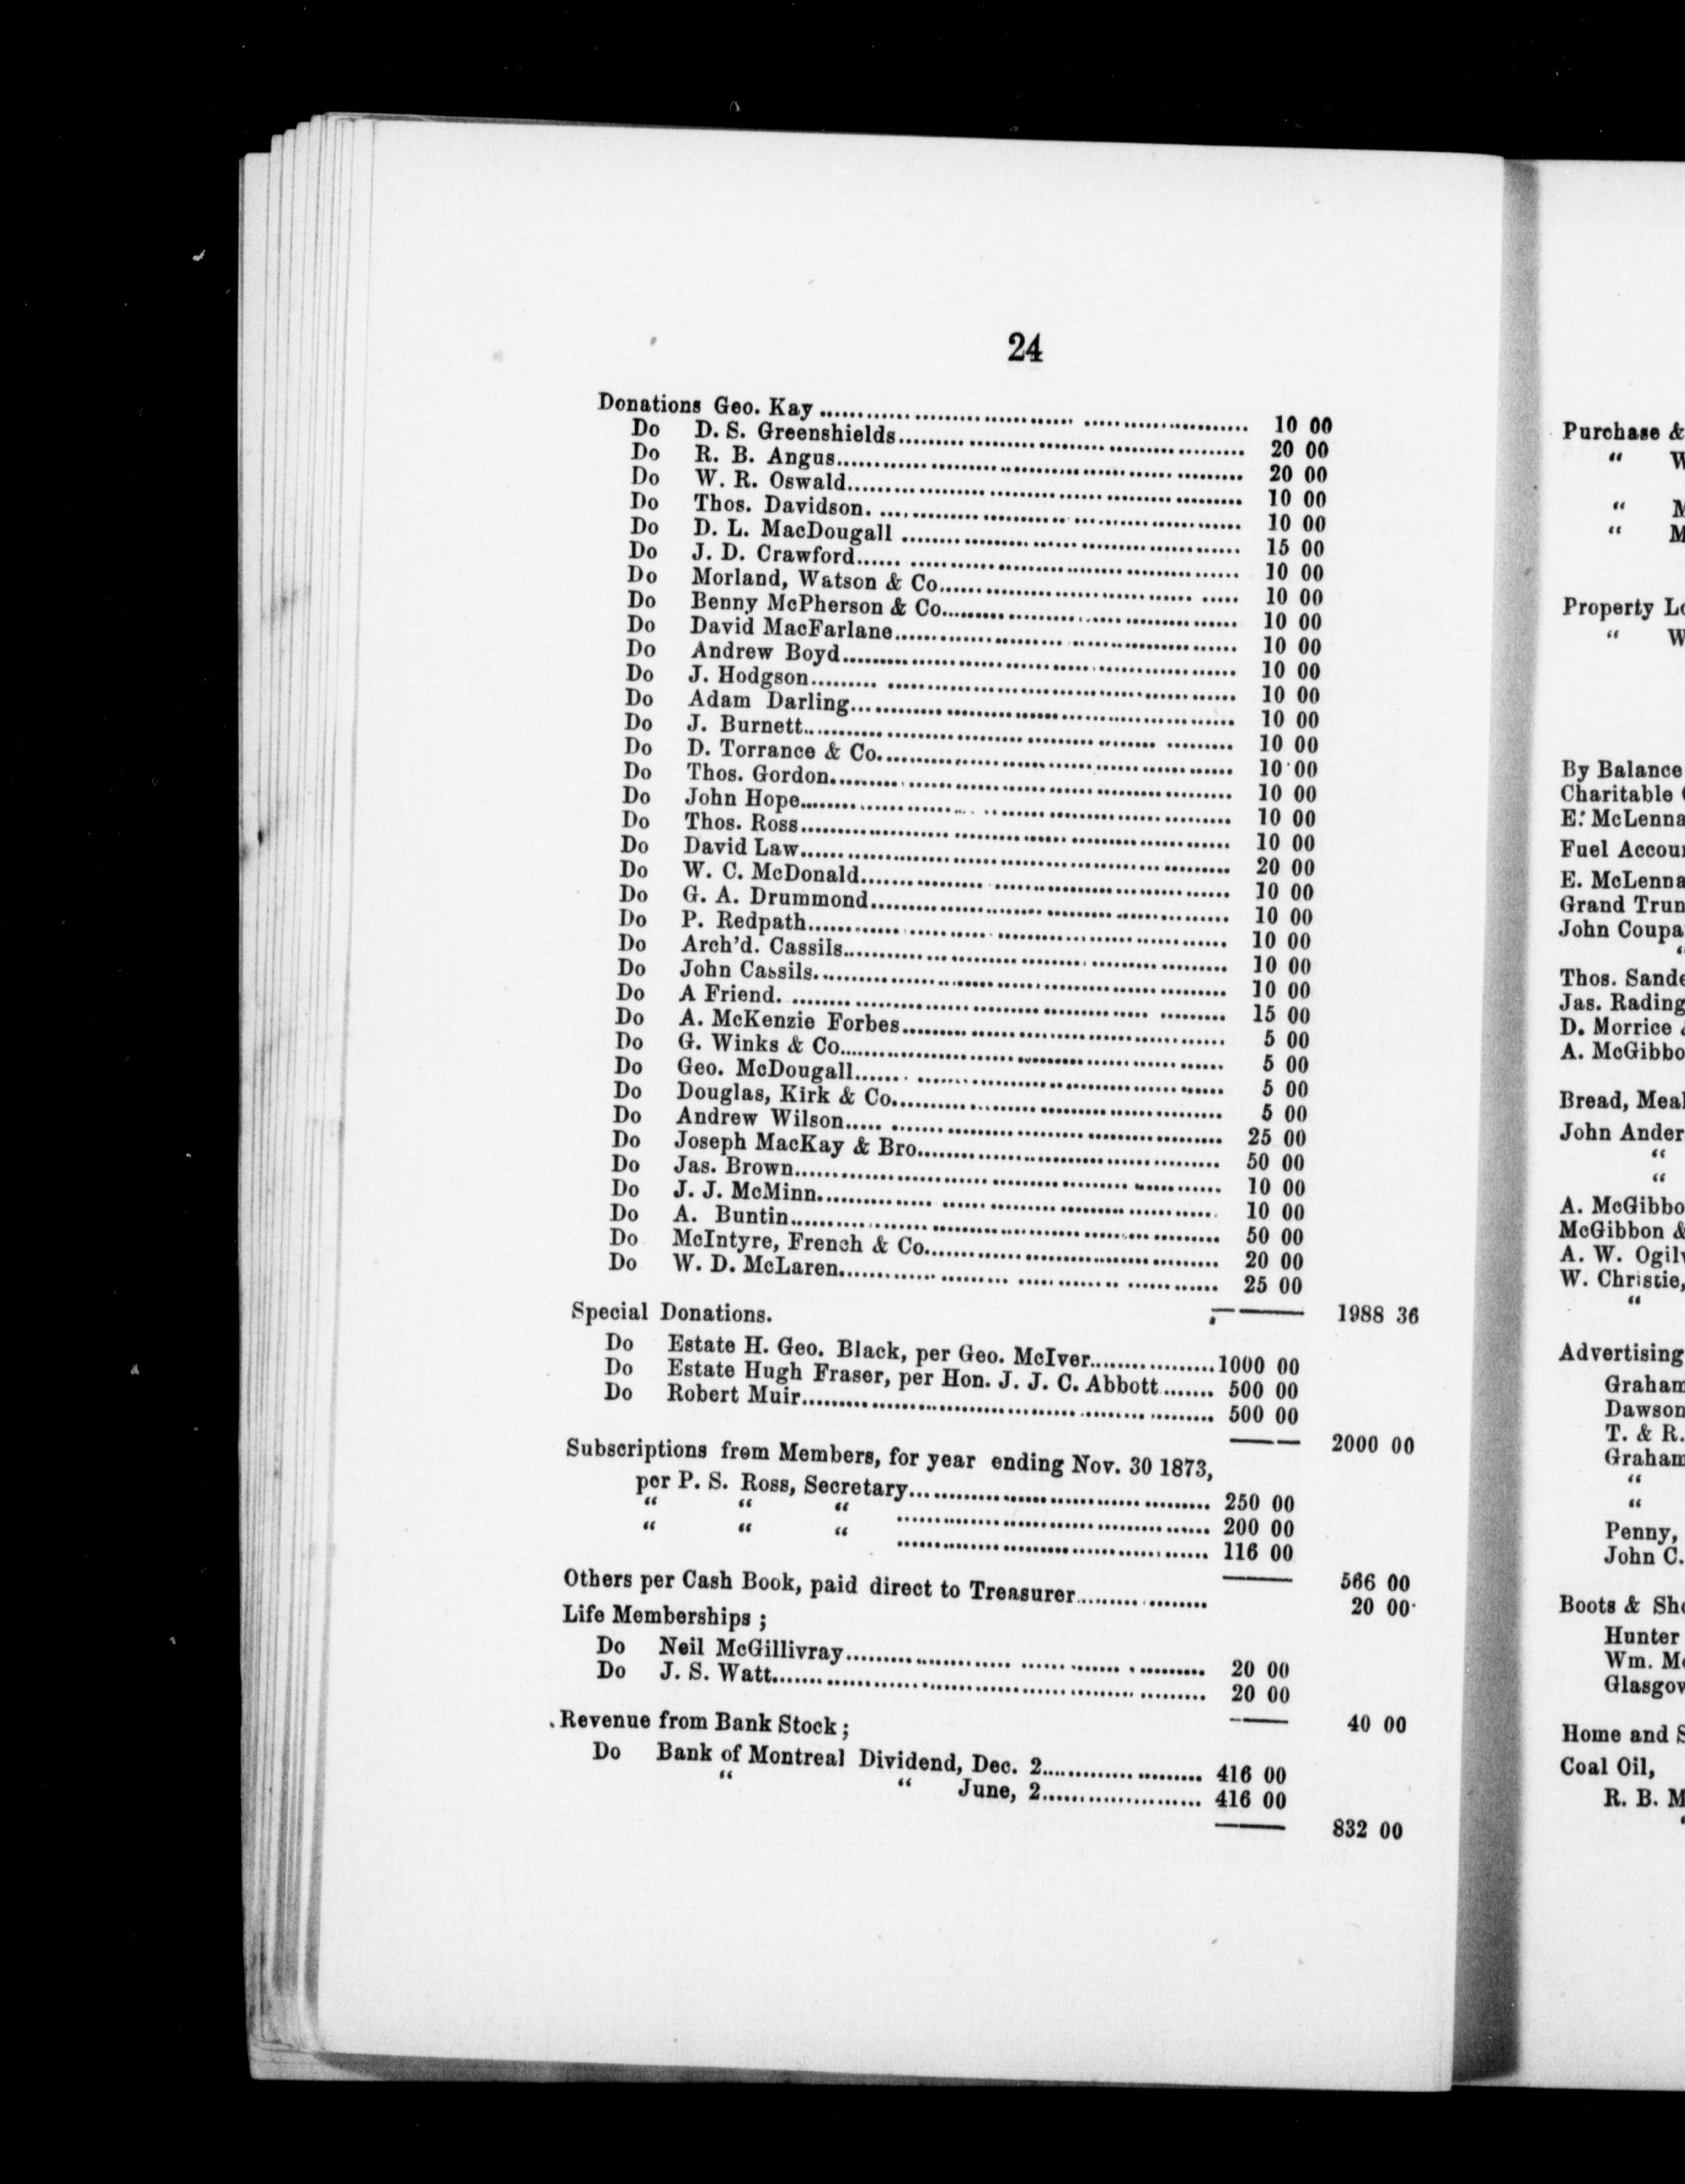 24
Donations Geo. Kay ........ 10 00
Do D. S. Greenshields........ 20 00
Do R. B. Angus........ 20 00
Do W. R. Oswald........ 10 00
Do Thos. Davidson. ........ 10 00
Do D. L. MacDougall ........ 15 00
Do J. D. Crawford........ 10 00
Do Morland, Watson & Co........ 10 00
Do Benny McPherson & Co........ 10 00
Do David MacFarlane........ 10 00
Do Andrew Boyd........ 10 00
Do J. Hodgson........ 10 00
Do Adam Darling........ 10 00
Do J. Burnett........ 10 00
Do D. Torrance & Co........ 10 00
Do Thos. Gordon........ 10 00
Do John Hope........ 10 00
Do Thos. Ross........ 10 00
Do David Law........ 20 00
Do W. C. McDonald........ 10 00
Do G. A. Drummond........ 10 00
Do P. Redpath........ 10 00
Do Arch'd. Cassils........ 10 00
Do John Cassils........ 10 00
Do A Friend. ........ 15 00
Do A. McKenzie Forbes........ 5 00
Do G. Winks & Co........ 5 00
Do Geo. McDougall........ 5 00
Do Douglas, Kirk & Co........ 5 00
Do Andrew Wilson........ 25 00
Do Joseph MacKay & Bro........ 50 00
Do Jas. Brown........ 10 00
Do J. J. McMinn........ 10 00
Do A. Buntin........ 50 00
Do McIntyre, French & Co........ 20 00
Do W. D. McLaren........ 25 00
Special Donations. 1988 36
Do Estate H. Geo. Black, per Geo. McIver........ 1000 00
Do Estate Hugh Fraser, per Hon. J. J. C. Abbott....... 500 00
Do Robert Muir........ 500 00
2000 00
Subscriptions from Members, for year ending Nov. 30 1873,
per P. S. Ross, Secretary........ 250 00
“ “ “ ........ 200 00
“ “ “ ........ 116 00
566 00
Others per Cash Book, paid direct to Treasurer........ 20 00
Life Memberships ;
Do Neil McGillivray........ 20 00
Do J. S. Watt........ 20 00
40 00
Revenue from Bank Stock ;
Do Bank of Montreal Dividend, Dec. 2........ 416 00
“ “ June, 2........ 416 00
832 00
Purchase &
“ W
“ M
“ M
Property Lo
“ W
By Balance
Charitable
E. McLenna
Fuel Accou
E. McLenna
Grand Trun
John Coupa
“
Thos. Sande
Jas. Rading
D. Morrice
A. McGibbo
Bread, Meal
John Ander
“
“
A. McGibbo
McGibbon &
A. W. Ogilv
W. Christie,
“
Advertising
Graham
Dawson
T. & R.
Graham
“
“
Penny,
John C.
Boots & Sho
Hunter
Wm. Mc
Glasgow
Home and S
Coal Oil,
R. B. M